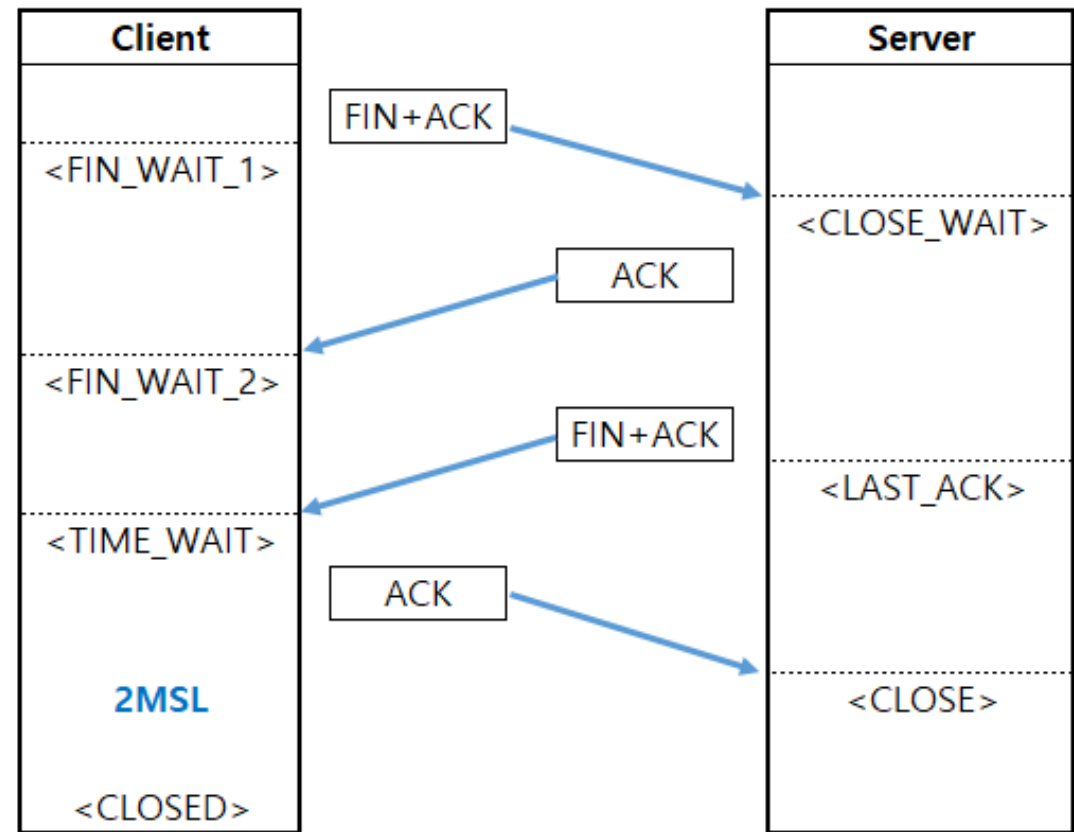 Client
Server
FIN+ACK
<FIN_WAIT_1>
<CLOSE_WAIT>
ACK
<FIN_WAIT_2>
FIN+ACK
<LAST_ACK>
<TIME_WAIT>
ACK
2MSL
<CLOSE>
<CLOSED>